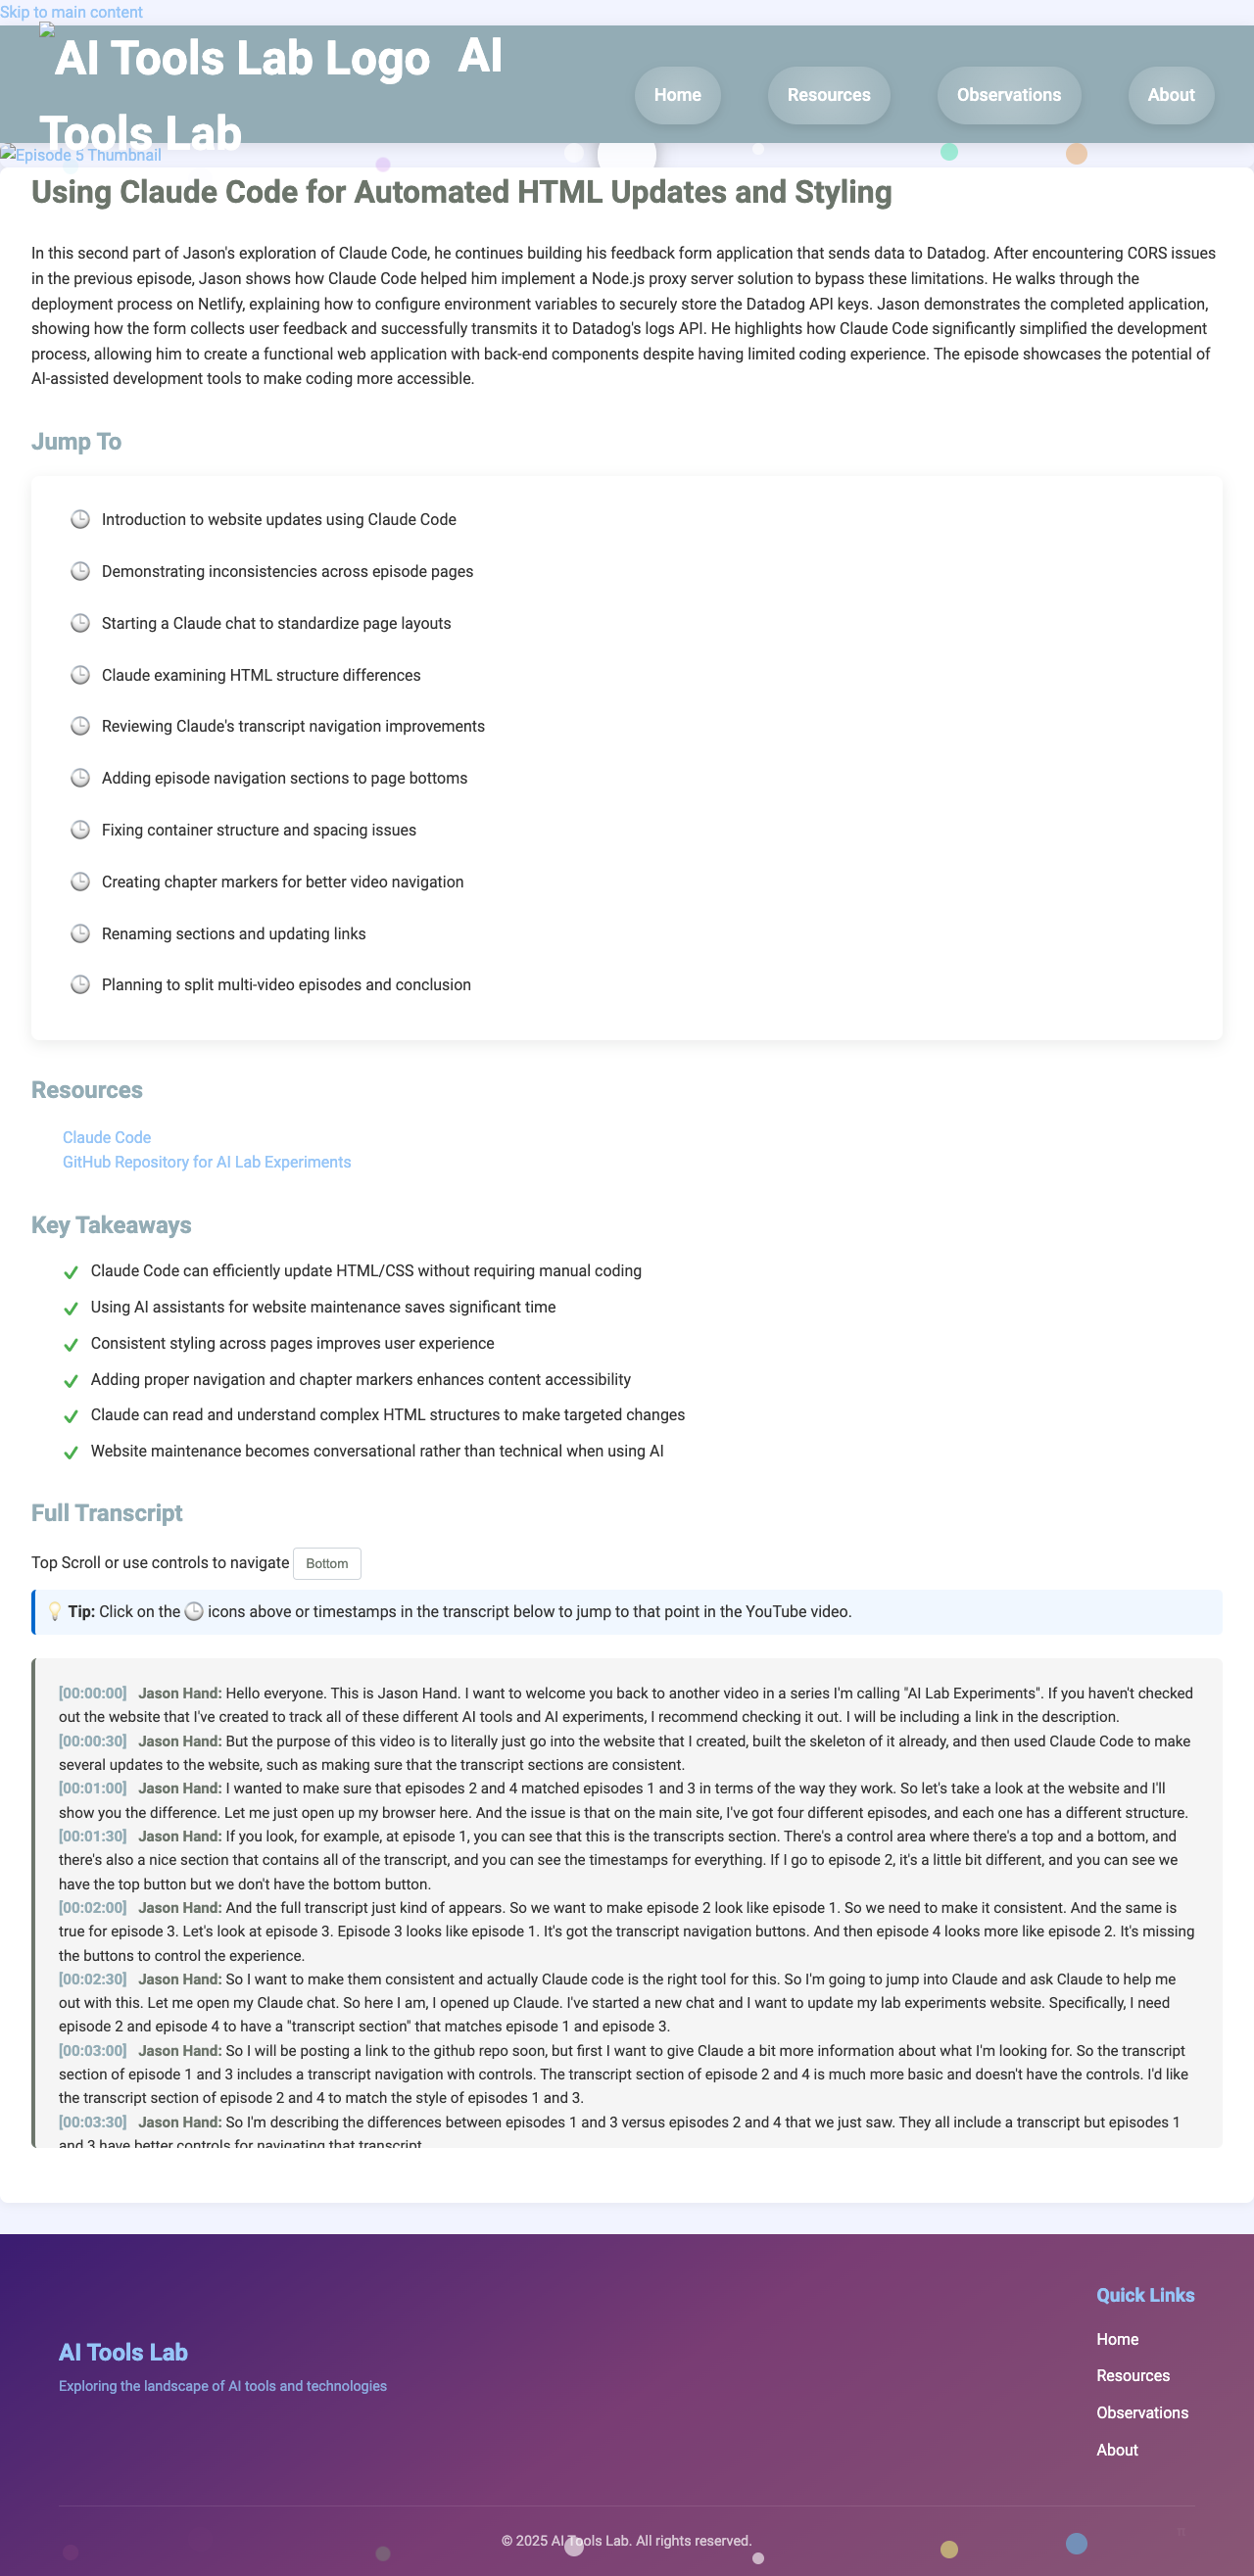 Skip to main content
AI Tools Lab Logo AI
Tools Lab
Home Resources Observations About
Episode 5 Thumbnail
Using Claude Code for Automated HTML Updates and Styling
In this second part of Jason's exploration of Claude Code, he continues building his feedback form application that sends data to Datadog. After encountering CORS issues
in the previous episode, Jason shows how Claude Code helped him implement a Node.js proxy server solution to bypass these limitations. He walks through the
deployment process on Netlify, explaining how to configure environment variables to securely store the Datadog API keys. Jason demonstrates the completed application,
showing how the form collects user feedback and successfully transmits it to Datadog's logs API. He highlights how Claude Code significantly simplified the development
process, allowing him to create a functional web application with back-end components despite having limited coding experience. The episode showcases the potential of
AI-assisted development tools to make coding more accessible.
Jump To
Introduction to website updates using Claude Code
Demonstrating inconsistencies across episode pages
Starting a Claude chat to standardize page layouts
Claude examining HTML structure differences
Reviewing Claude's transcript navigation improvements
Adding episode navigation sections to page bottoms
Fixing container structure and spacing issues
Creating chapter markers for better video navigation
Renaming sections and updating links
Planning to split multi-video episodes and conclusion
Resources
Claude Code
GitHub Repository for AI Lab Experiments
Key Takeaways
Claude Code can efficiently update HTML/CSS without requiring manual coding
Using AI assistants for website maintenance saves significant time
Consistent styling across pages improves user experience
Adding proper navigation and chapter markers enhances content accessibility
Claude can read and understand complex HTML structures to make targeted changes
Website maintenance becomes conversational rather than technical when using AI
Full Transcript
Top Scroll or use controls to navigate Bottom
Tip: Click on the 🕒 icons above or timestamps in the transcript below to jump to that point in the YouTube video.
[00:00:00] Jason Hand: Hello everyone. This is Jason Hand. I want to welcome you back to another video in a series I'm calling "AI Lab Experiments". If you haven't checked
out the website that I've created to track all of these different AI tools and AI experiments, I recommend checking it out. I will be including a link in the description.
[00:00:30] Jason Hand: But the purpose of this video is to literally just go into the website that I created, built the skeleton of it already, and then used Claude Code to make
several updates to the website, such as making sure that the transcript sections are consistent.
[00:01:00] Jason Hand: I wanted to make sure that episodes 2 and 4 matched episodes 1 and 3 in terms of the way they work. So let's take a look at the website and I'll
show you the difference. Let me just open up my browser here. And the issue is that on the main site, I've got four different episodes, and each one has a different structure.
[00:01:30] Jason Hand: If you look, for example, at episode 1, you can see that this is the transcripts section. There's a control area where there's a top and a bottom, and
there's also a nice section that contains all of the transcript, and you can see the timestamps for everything. If I go to episode 2, it's a little bit different, and you can see we
have the top button but we don't have the bottom button.
[00:02:00] Jason Hand: And the full transcript just kind of appears. So we want to make episode 2 look like episode 1. So we need to make it consistent. And the same is
true for episode 3. Let's look at episode 3. Episode 3 looks like episode 1. It's got the transcript navigation buttons. And then episode 4 looks more like episode 2. It's missing
the buttons to control the experience.
[00:02:30] Jason Hand: So I want to make them consistent and actually Claude code is the right tool for this. So I'm going to jump into Claude and ask Claude to help me
out with this. Let me open my Claude chat. So here I am, I opened up Claude. I've started a new chat and I want to update my lab experiments website. Specifically, I need
episode 2 and episode 4 to have a "transcript section" that matches episode 1 and episode 3.
[00:03:00] Jason Hand: So I will be posting a link to the github repo soon, but first I want to give Claude a bit more information about what I'm looking for. So the transcript
section of episode 1 and 3 includes a transcript navigation with controls. The transcript section of episode 2 and 4 is much more basic and doesn't have the controls. I'd like
the transcript section of episode 2 and 4 to match the style of episodes 1 and 3.
[00:03:30] Jason Hand: So I'm describing the differences between episodes 1 and 3 versus episodes 2 and 4 that we just saw. They all include a transcript but episodes 1
and 3 have better controls for navigating that transcript.
Quick Links
AI Tools Lab
Exploring the landscape of AI tools and technologies
Home
Resources
Observations
About
© 2025 AI Tools Lab. All rights reserved.